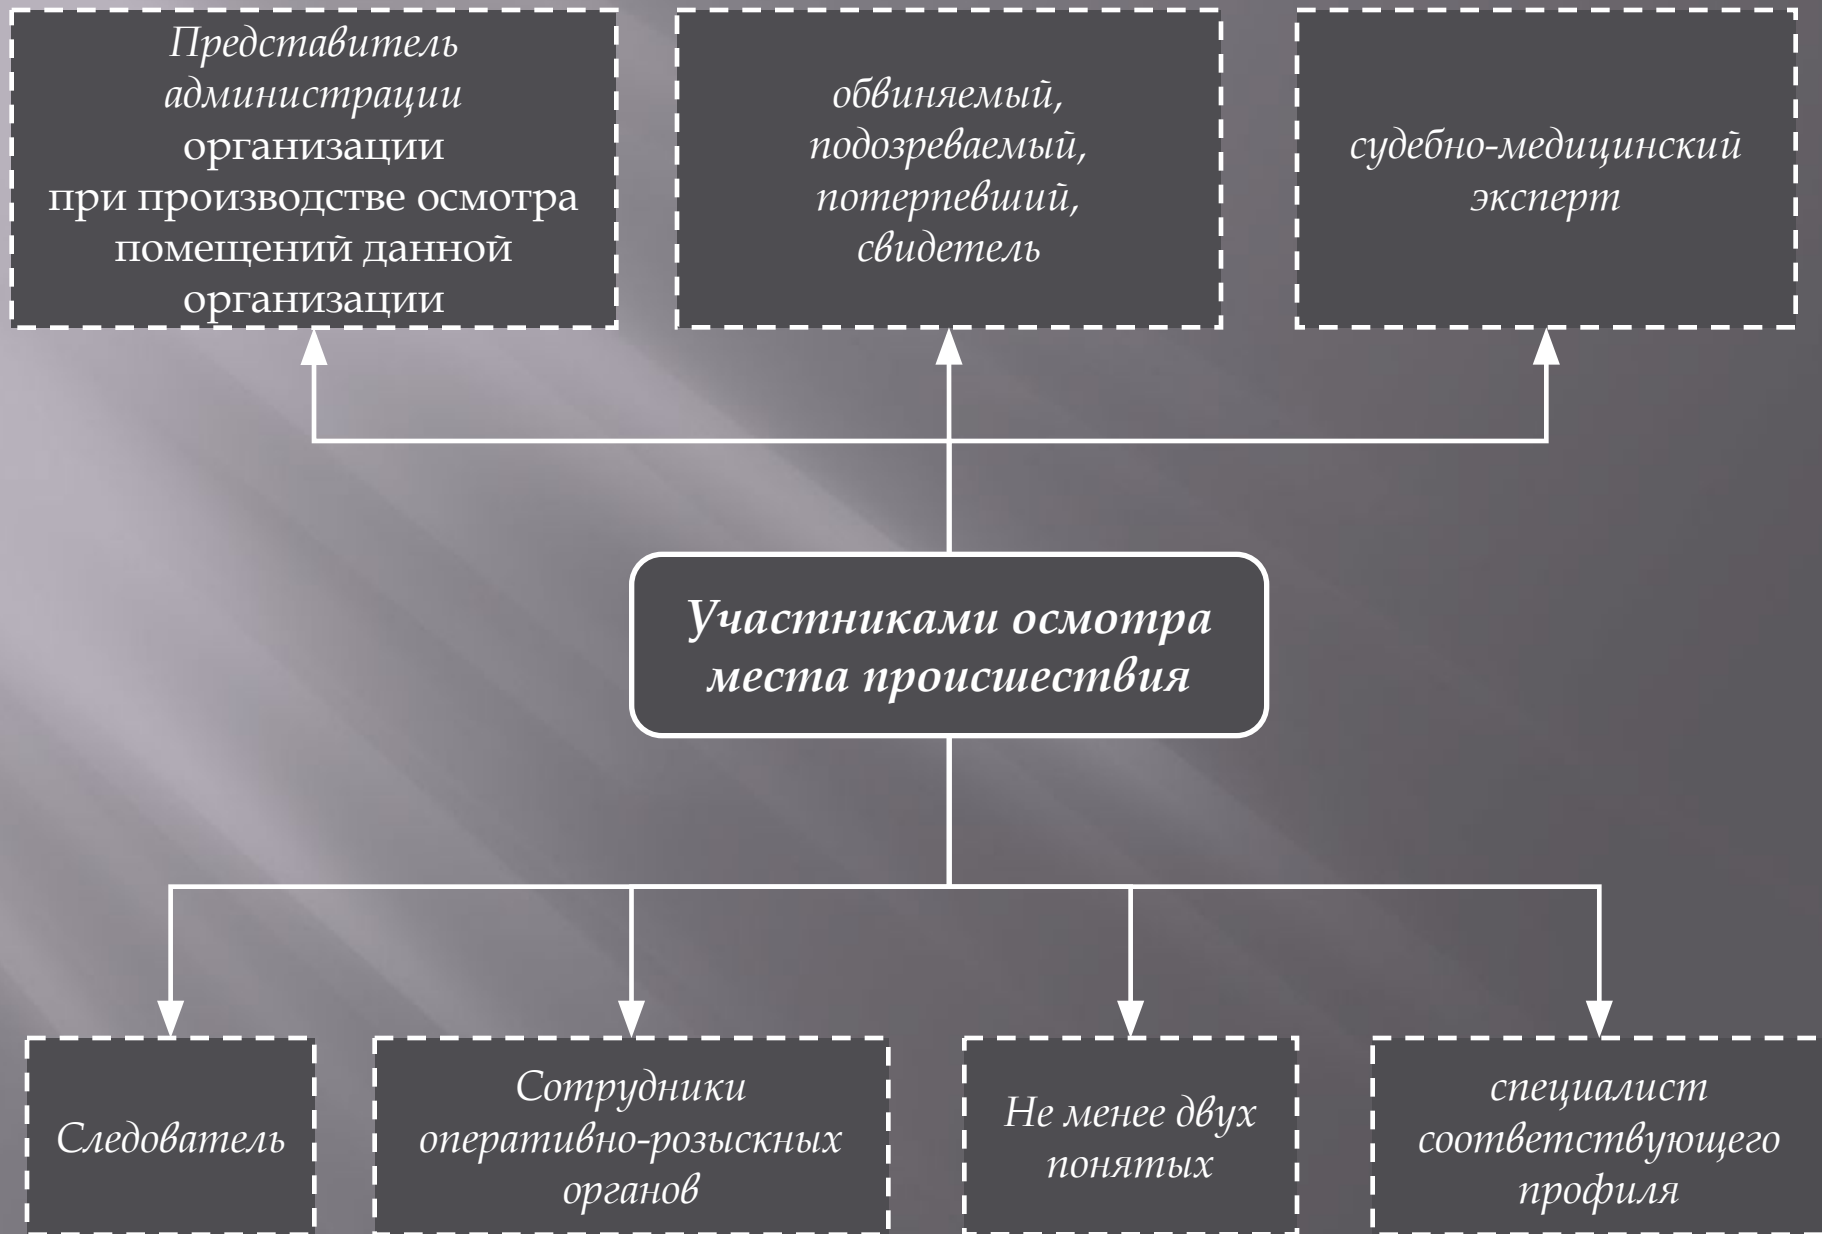 Представитель
администрации
организации
при производстве осмотра
помещений данной
организации
обвиняемый,
подозреваемый,
потерпевший,
свидетель
судебно-медицинский
эксперт
Участниками осмотра
места происшествия
Следователь
Сотрудники
оперативно-розыскных
органов
Не менее двух
понятых
специалист
соответствующего
профиля